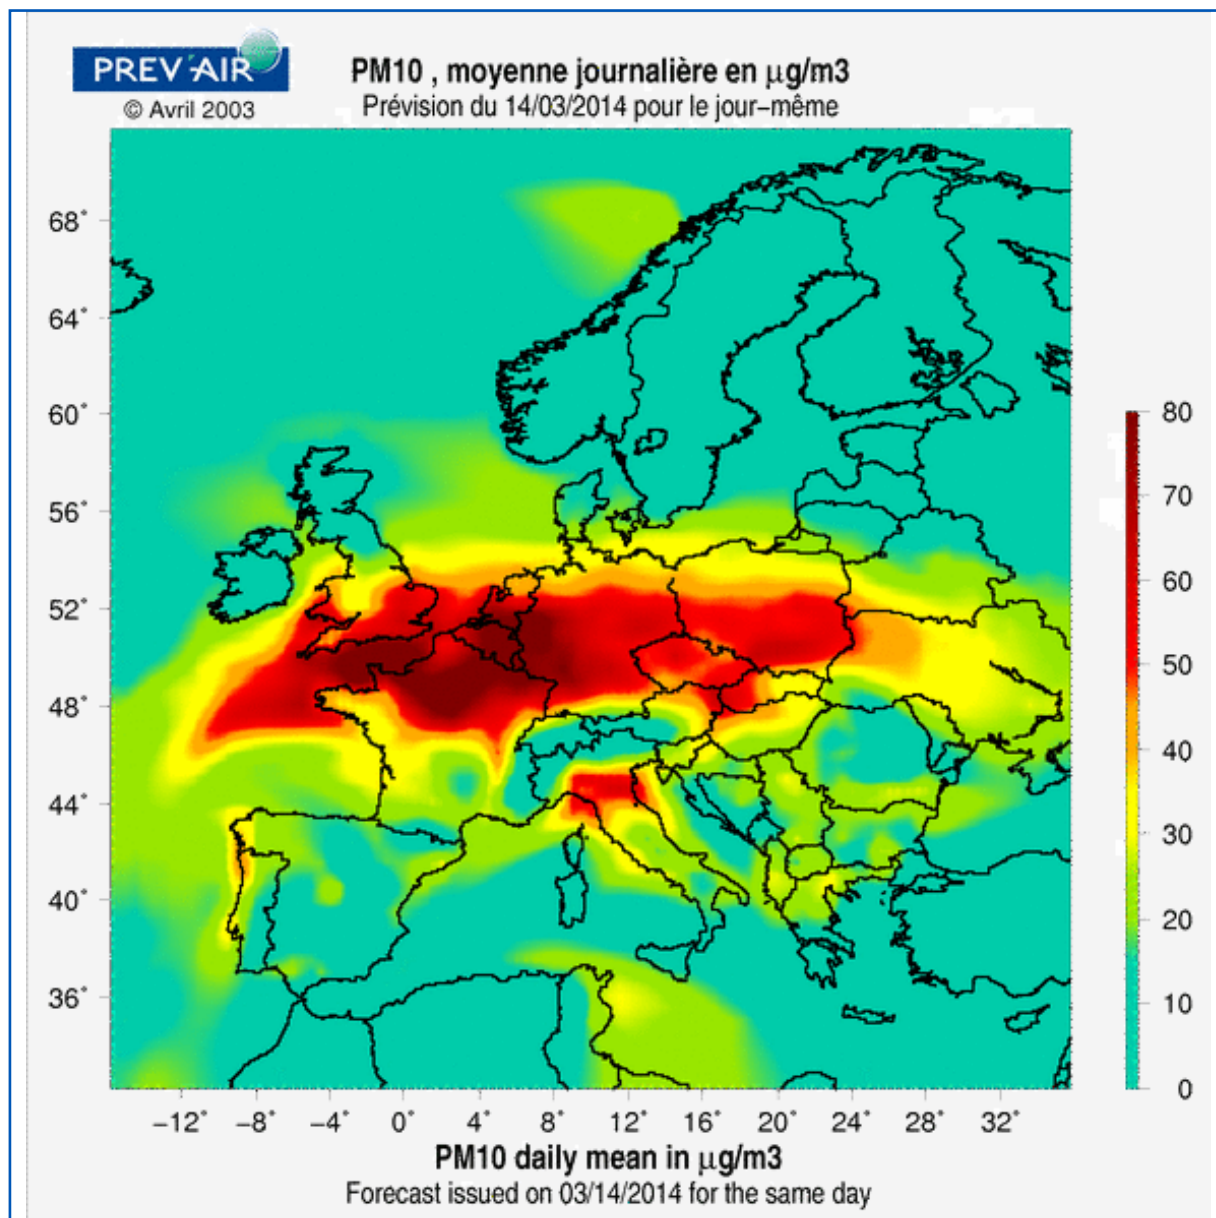 PREV'AIR
© Avril 2003
PM10 , moyenne journalière en µg/m3
Prévision du 14/03/2014 pour le jour–même
68°
64°
60°
56°
52°
48°
44°
40°
36°
80
70
60
50
40
30
20
10
0
−12° −8° −4° 0° 4° 8° 12° 16° 20° 24° 28° 32°
PM10 daily mean in µg/m3
Forecast issued on 03/14/2014 for the same day